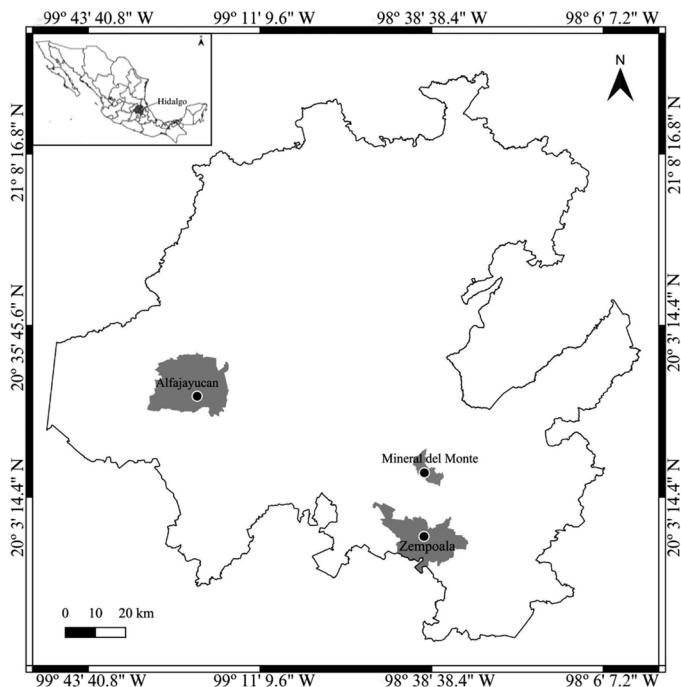 99° 43' 40.8" W 99° 11' 9.6" W 98° 38' 38.4" W 98° 6' 7.2" W
N
Hidalgo
21° 8' 16.8" N
21° 8' 16.8" N
20° 35' 45.6" N
20° 3' 14.4" N
Alfajayucan
Mineral del Monte
20° 3' 14.4" N
20° 3' 14.4" N
Zempoala
0 10 20 km
99° 43' 40.8" W 99° 11' 9.6" W 98° 38' 38.4" W 98° 6' 7.2" W